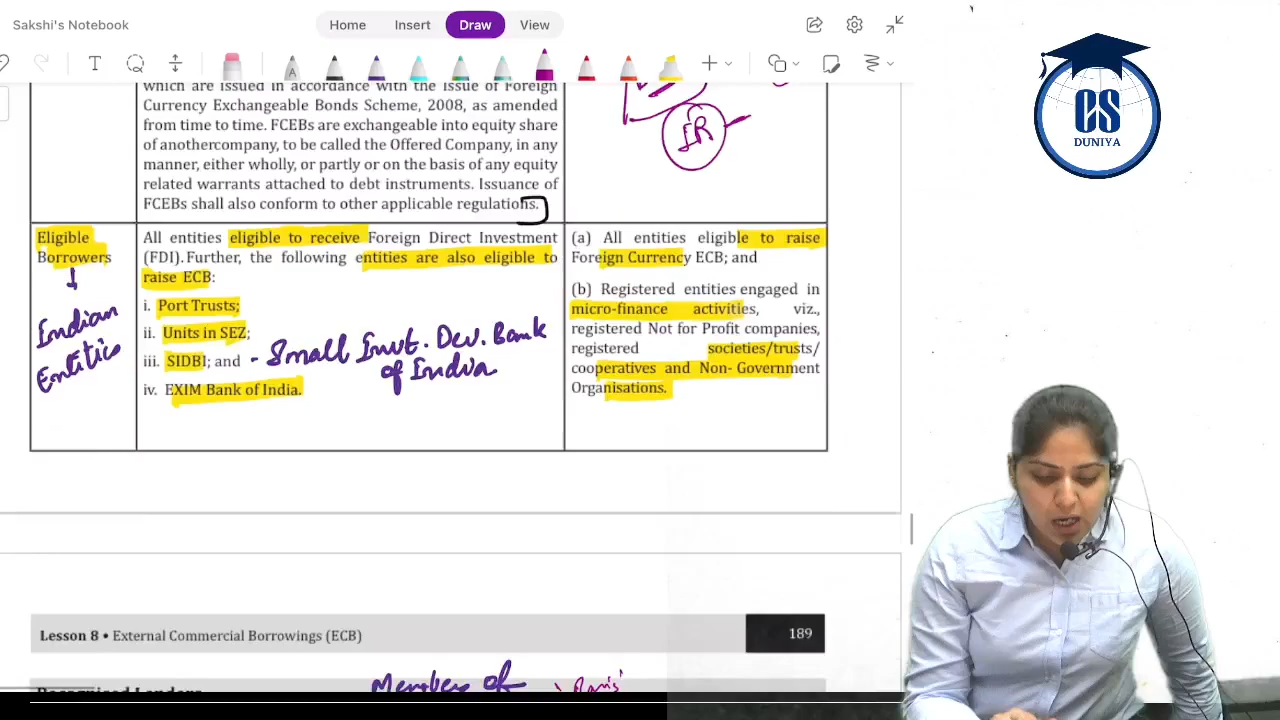 Sakshi's Notebook
Home Insert Draw View
which are issued in accordance with the Issue of Foreign
Currency Exchangeable Bonds Scheme, 2008, as amended
from time to time. FCEBs are exchangeable into equity share
of anothercompany, to be called the Offered Company, in any
manner, either wholly, or partly or on the basis of any equity
related warrants attached to debt instruments. Issuance of
FCEBs shall also conform to other applicable regulations.
IR
Eligible
Borrowers
Indian
Entities
All entities eligible to receive Foreign Direct Investment
(FDI). Further, the following entities are also eligible to
raise ECB:
i. Port Trusts;
ii. Units in SEZ;
iii. SIDBI; and - Small Invt. Dev. Bank
of India
iv. EXIM Bank of India.
(a) All entities eligible to raise
Foreign Currency ECB; and
(b) Registered entities engaged in
micro-finance activities, viz.,
registered Not for Profit companies,
registered societies/trusts/
cooperatives and Non- Government
Organisations.
Lesson 8 • External Commercial Borrowings (ECB)
189
Recognised Lenders
Member of
CS
DUNIYA